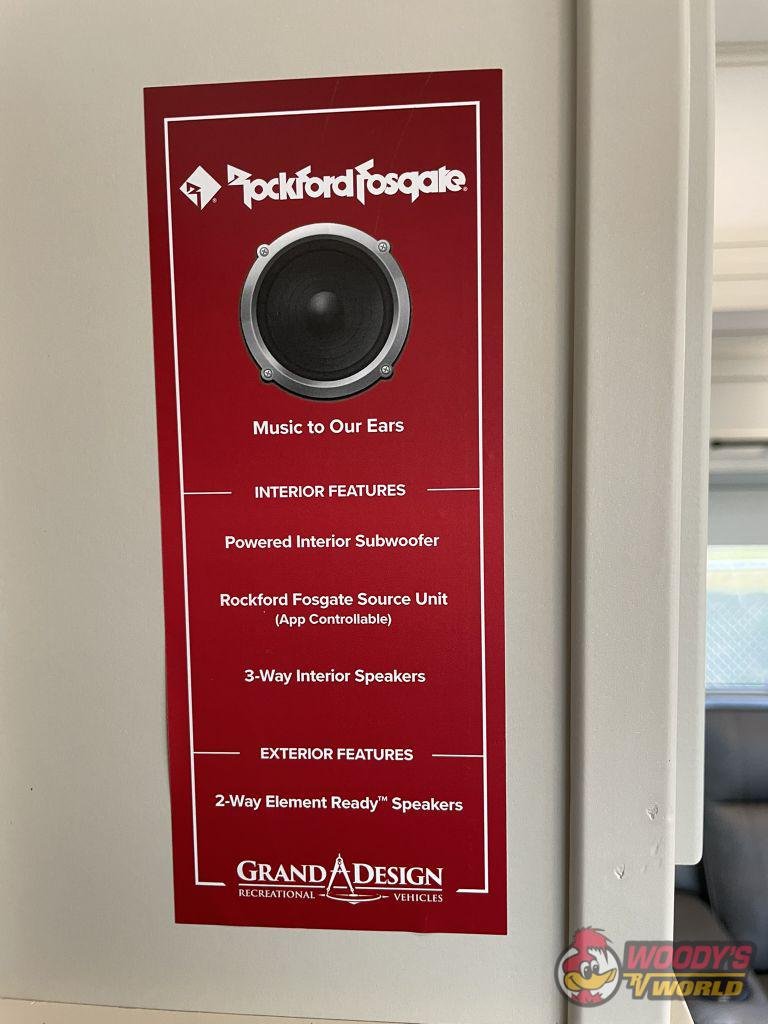 Rockford Fosgate®
Music to Our Ears
INTERIOR FEATURES
Powered Interior Subwoofer
Rockford Fosgate Source Unit
(App Controllable)
3-Way Interior Speakers
EXTERIOR FEATURES
2-Way Element Ready™ Speakers
GRAND DESIGN
RECREATIONAL VEHICLES
WOODY'S
RV WORLD